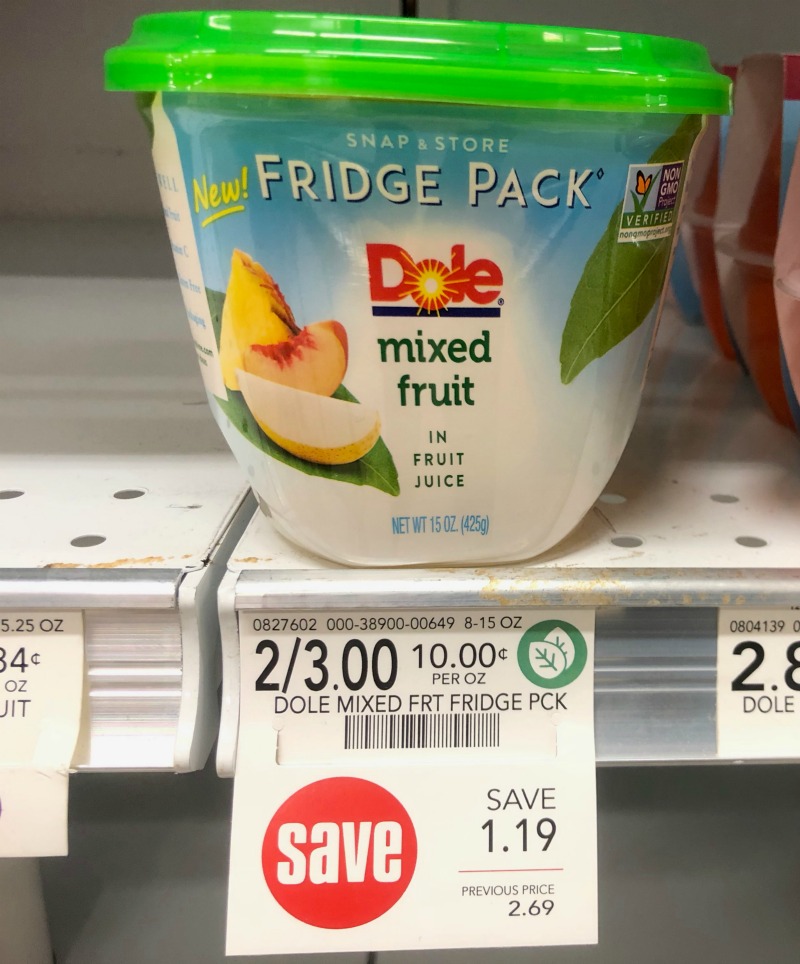 SNAP & STORE
New! FRIDGE PACK°
NON
GMO
Project
VERIFIED
nongmoproject.org
Dole®
mixed
fruit
IN
FRUIT
JUICE
NET WT 15 OZ. (425g)
5.25 OZ
34¢
OZ
UIT
0827602 000-38900-00649 8-15 OZ
2/3.00 10.00¢
PER OZ
DOLE MIXED FRT FRIDGE PCK
save
SAVE
1.19
PREVIOUS PRICE
2.69
0804139 0
2.8
DOLE